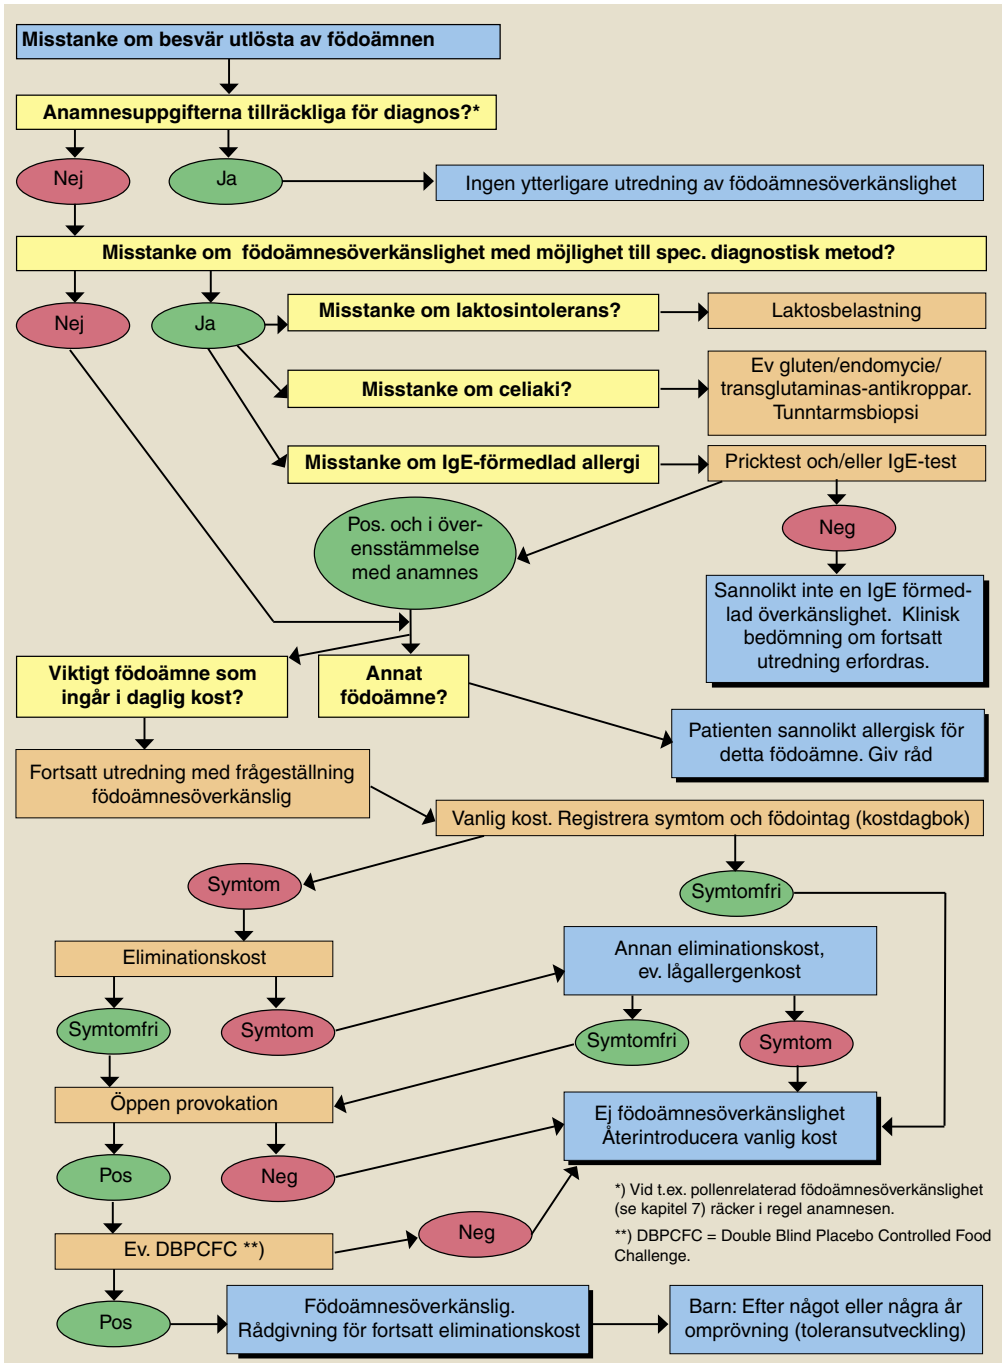 Misstanke om besvär utlösta av födoämnen
Anamnesuppgifterna tillräckliga för diagnos?*
Nej
Ja
Ingen ytterligare utredning av födoämnesöverkänslighet
Misstanke om födoämnesöverkänslighet med möjlighet till spec. diagnostisk metod?
Nej
Ja
Misstanke om laktosintolerans?
Laktosbelastning
Misstanke om celiaki?
Ev gluten/endomycie/
transglutaminas-antikroppar.
Tunntarmsbiopsi
Misstanke om IgE-förmedlad allergi
Pricktest och/eller IgE-test
Pos. och i över-
ensstämmelse
med anamnes
Neg
Sannolikt inte en IgE förmed-
lad överkänslighet. Klinisk
bedömning om fortsatt
utredning erfordras.
Viktigt födoämne som
ingår i daglig kost?
Annat
födoämne?
Patienten sannolikt allergisk för
detta födoämne. Giv råd
Fortsatt utredning med frågeställning
födoämnesöverkänslig
Vanlig kost. Registrera symtom och födointag (kostdagbok)
Symtom
Symtomfri
Eliminationskost
Annan eliminationskost,
ev. lågallergenkost
Symtomfri
Symtom
Symtomfri
Symtom
Öppen provokation
Ej födoämnesöverkänslighet
Återintroducera vanlig kost
Pos
Neg
*) Vid t.ex. pollenrelaterad födoämnesöverkänslighet
(se kapitel 7) räcker i regel anamnesen.
**) DBPCFC = Double Blind Placebo Controlled Food
Challenge.
Ev. DBPCFC **)
Neg
Pos
Födoämnesöverkänslig.
Rådgivning för fortsatt eliminationskost
Barn: Efter något eller några år
omprövning (toleransutveckling)